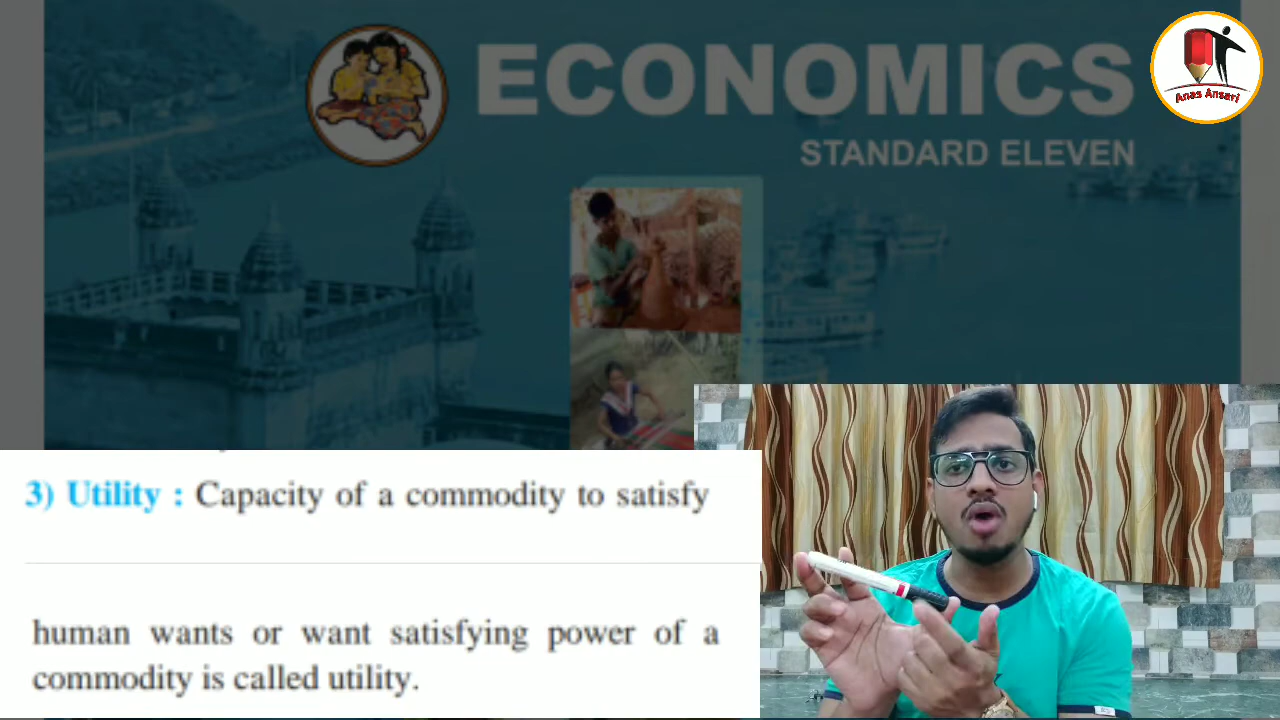 ECONOMICS
STANDARD ELEVEN
Anas Ansari
3) Utility : Capacity of a commodity to satisfy
human wants or want satisfying power of a
commodity is called utility.